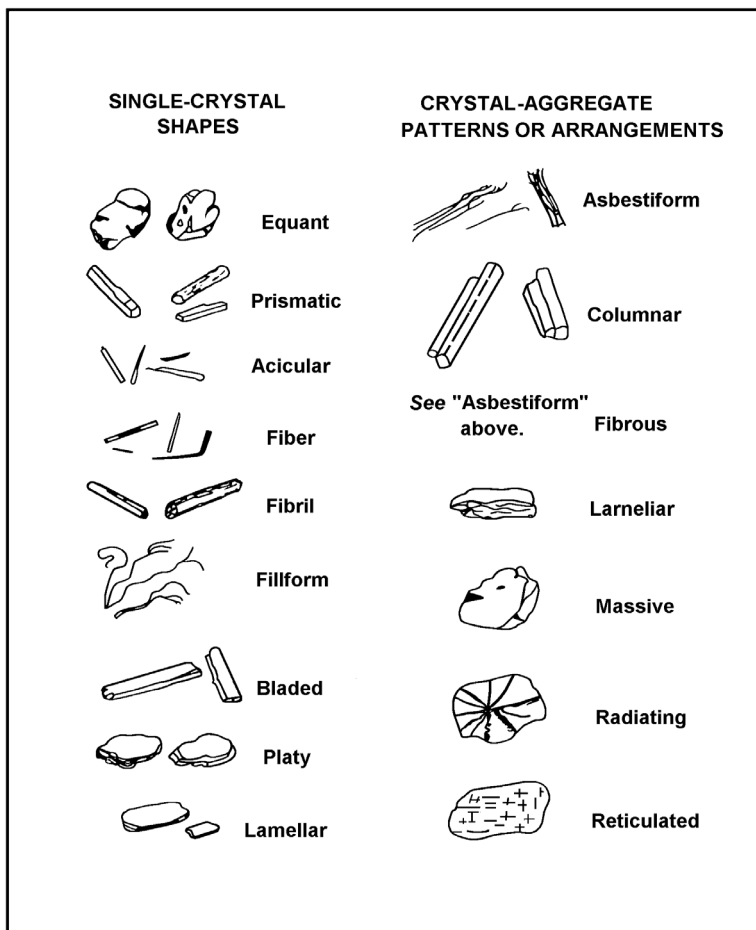 SINGLE-CRYSTAL
SHAPES
Equant
Prismatic
Acicular
Fiber
Fibril
Fillform
Bladed
Platy
Lamellar
CRYSTAL-AGGREGATE
PATTERNS OR ARRANGEMENTS
Asbestiform
Columnar
See "Asbestiform"
above.
Fibrous
Larneliar
Massive
Radiating
Reticulated